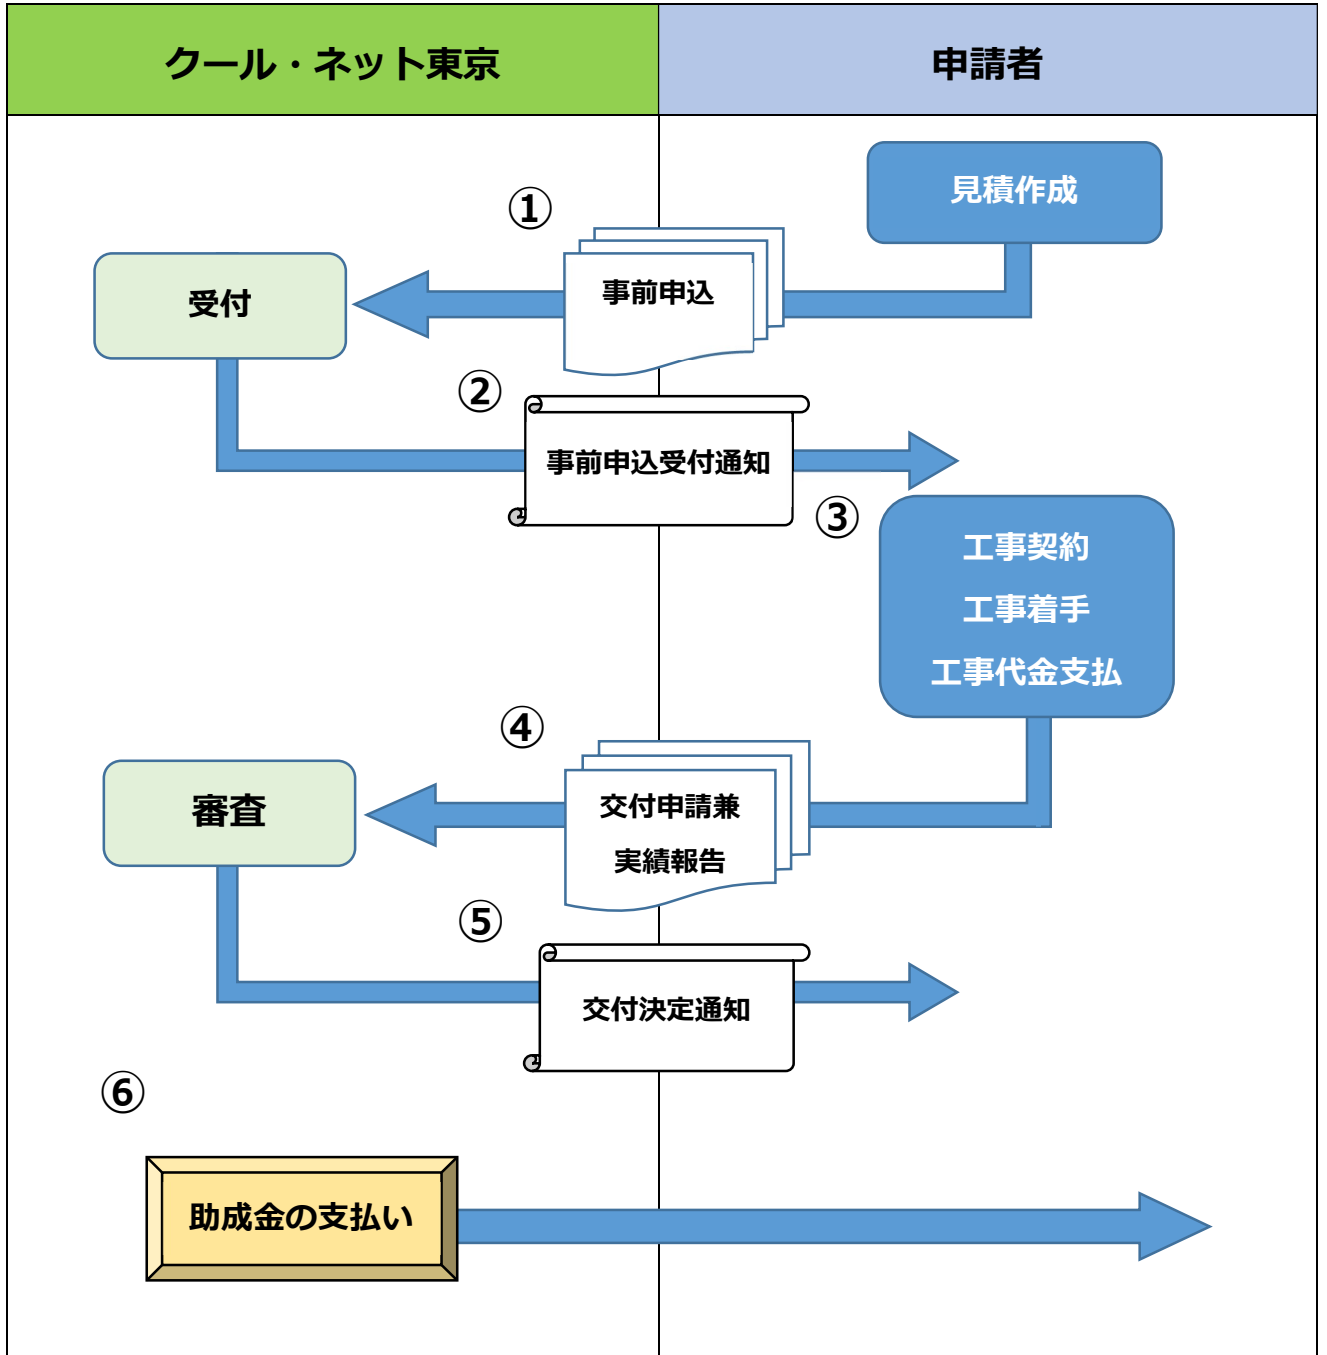 クール・ネット東京
申請者
見積作成
①
事前申込
受付
②
事前申込受付通知
③
工事契約
工事着手
工事代金支払
④
交付申請兼
実績報告
審査
⑤
交付決定通知
⑥
助成金の支払い